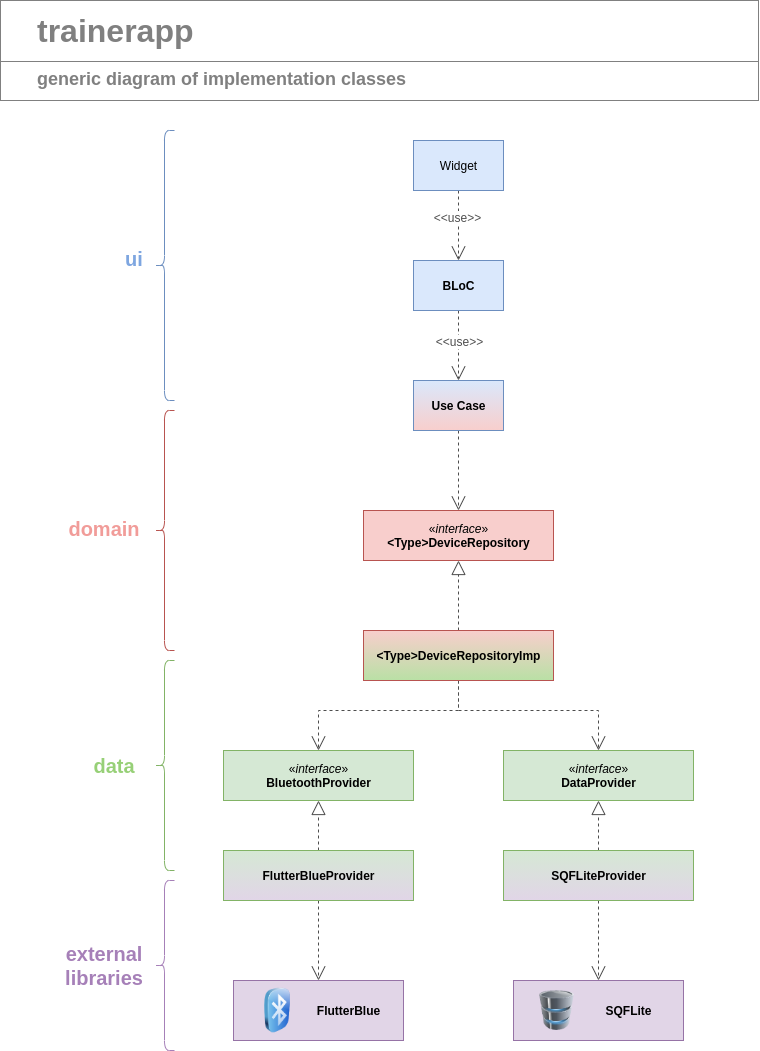 trainerapp
generic diagram of implementation classes
Widget
<<use>>
ui
BLoC
<<use>>
Use Case
domain
«interface»
<Type>DeviceRepository
<Type>DeviceRepositoryImp
data
«interface»
BluetoothProvider
«interface»
DataProvider
FlutterBlueProvider
SQFLiteProvider
external
libraries
FlutterBlue
SQFLite